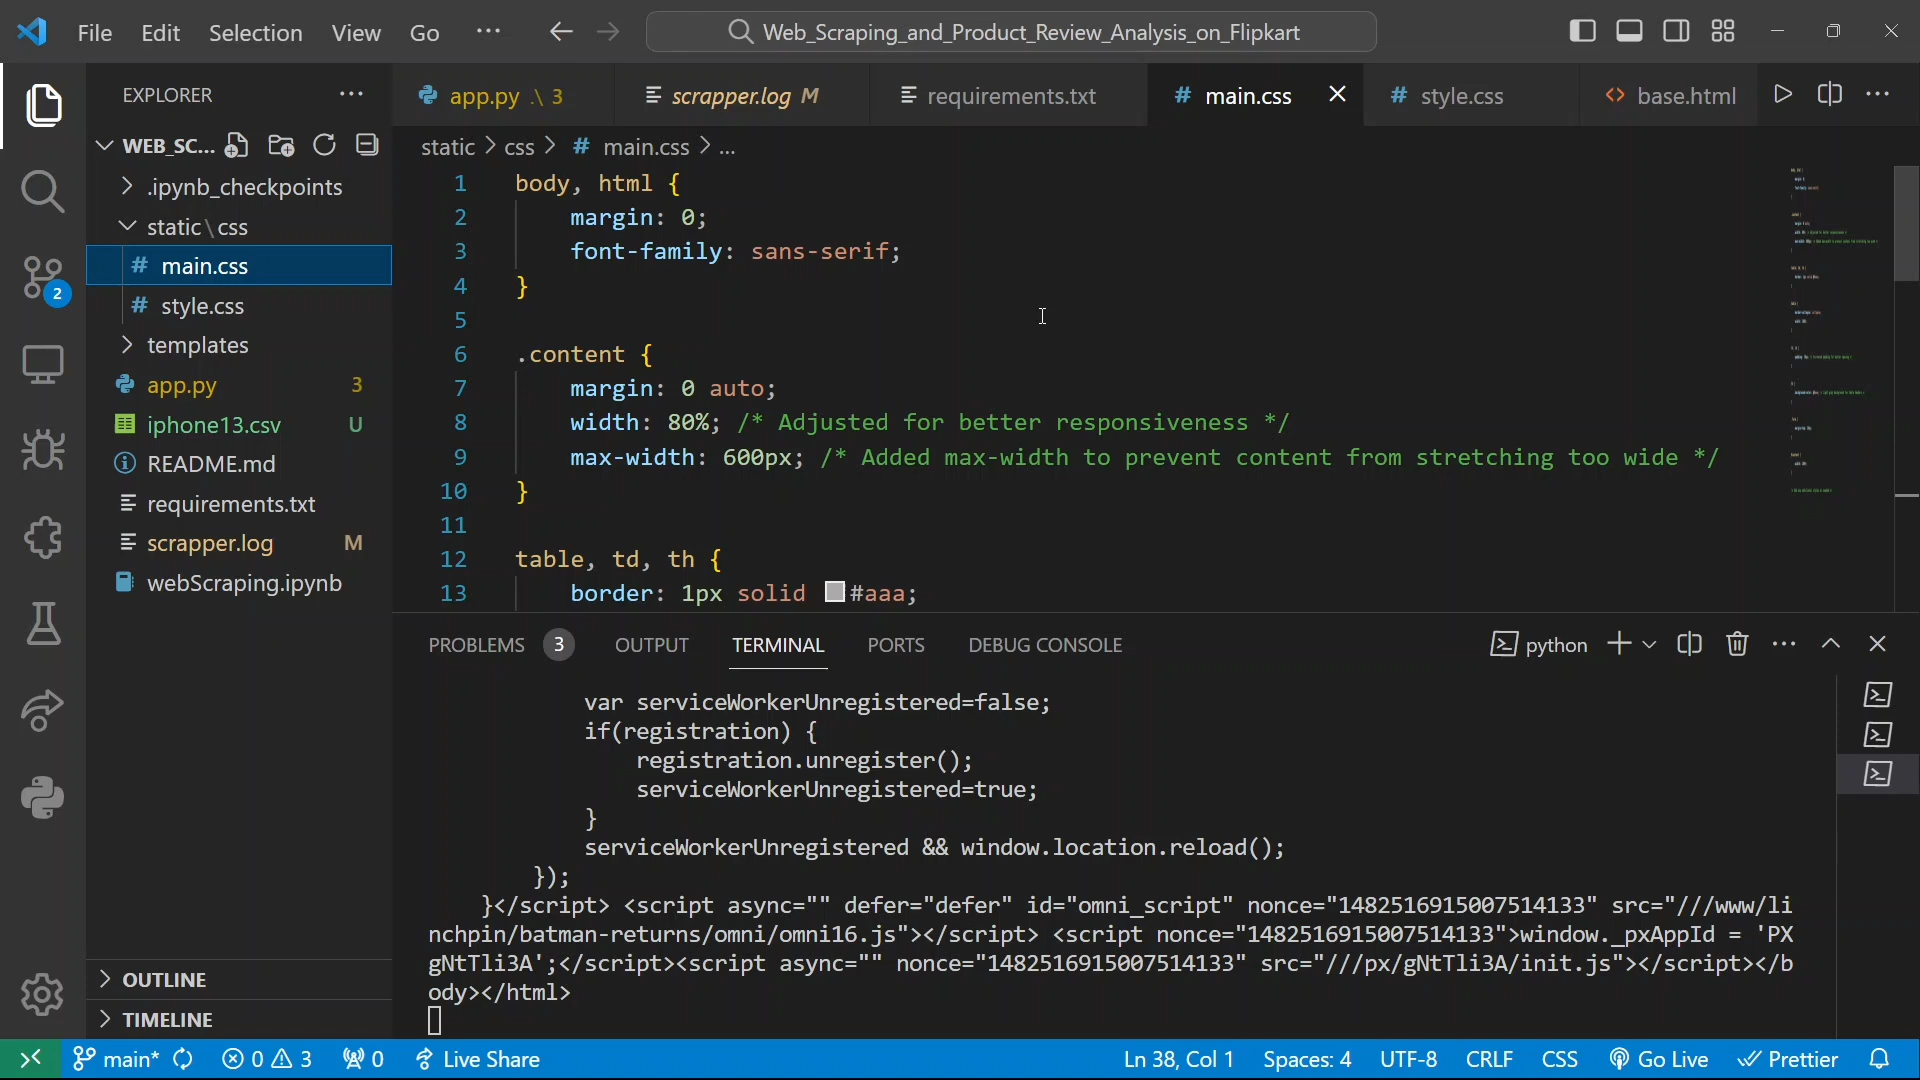 File Edit Selection View Go ··· Web_Scraping_and_Product_Review_Analysis_on_Flipkart
EXPLORER
WEB_SC...
.ipynb_checkpoints
static\css
# main.css
# style.css
templates
app.py 3
iphone13.csv U
README.md
requirements.txt
scrapper.log M
webScraping.ipynb
OUTLINE
TIMELINE
app.py .\ 3 scrapper.log M requirements.txt # main.css # style.css <> base.html
static > css > # main.css > ...
1 body, html {
2 margin: 0;
3 font-family: sans-serif;
4 }
5
6 .content {
7 margin: 0 auto;
8 width: 80%; /* Adjusted for better responsiveness */
9 max-width: 600px; /* Added max-width to prevent content from stretching too wide */
10 }
11
12 table, td, th {
13 border: 1px solid #aaa;
PROBLEMS 3 OUTPUT TERMINAL PORTS DEBUG CONSOLE python
var serviceWorkerUnregistered=false;
if(registration) {
registration.unregister();
serviceWorkerUnregistered=true;
}
serviceWorkerUnregistered && window.location.reload();
});
}</script> <script async="" defer="defer" id="omni_script" nonce="1482516915007514133" src="///www/li
nchpin/batman-returns/omni/omni16.js"></script> <script nonce="1482516915007514133">window._pxAppId = 'PX
gNtTli3A';</script><script async="" nonce="1482516915007514133" src="///px/gNtTli3A/init.js"></script></b
ody></html>
2
main* 0 3 0 Live Share Ln 38, Col 1 Spaces: 4 UTF-8 CRLF CSS Go Live Prettier